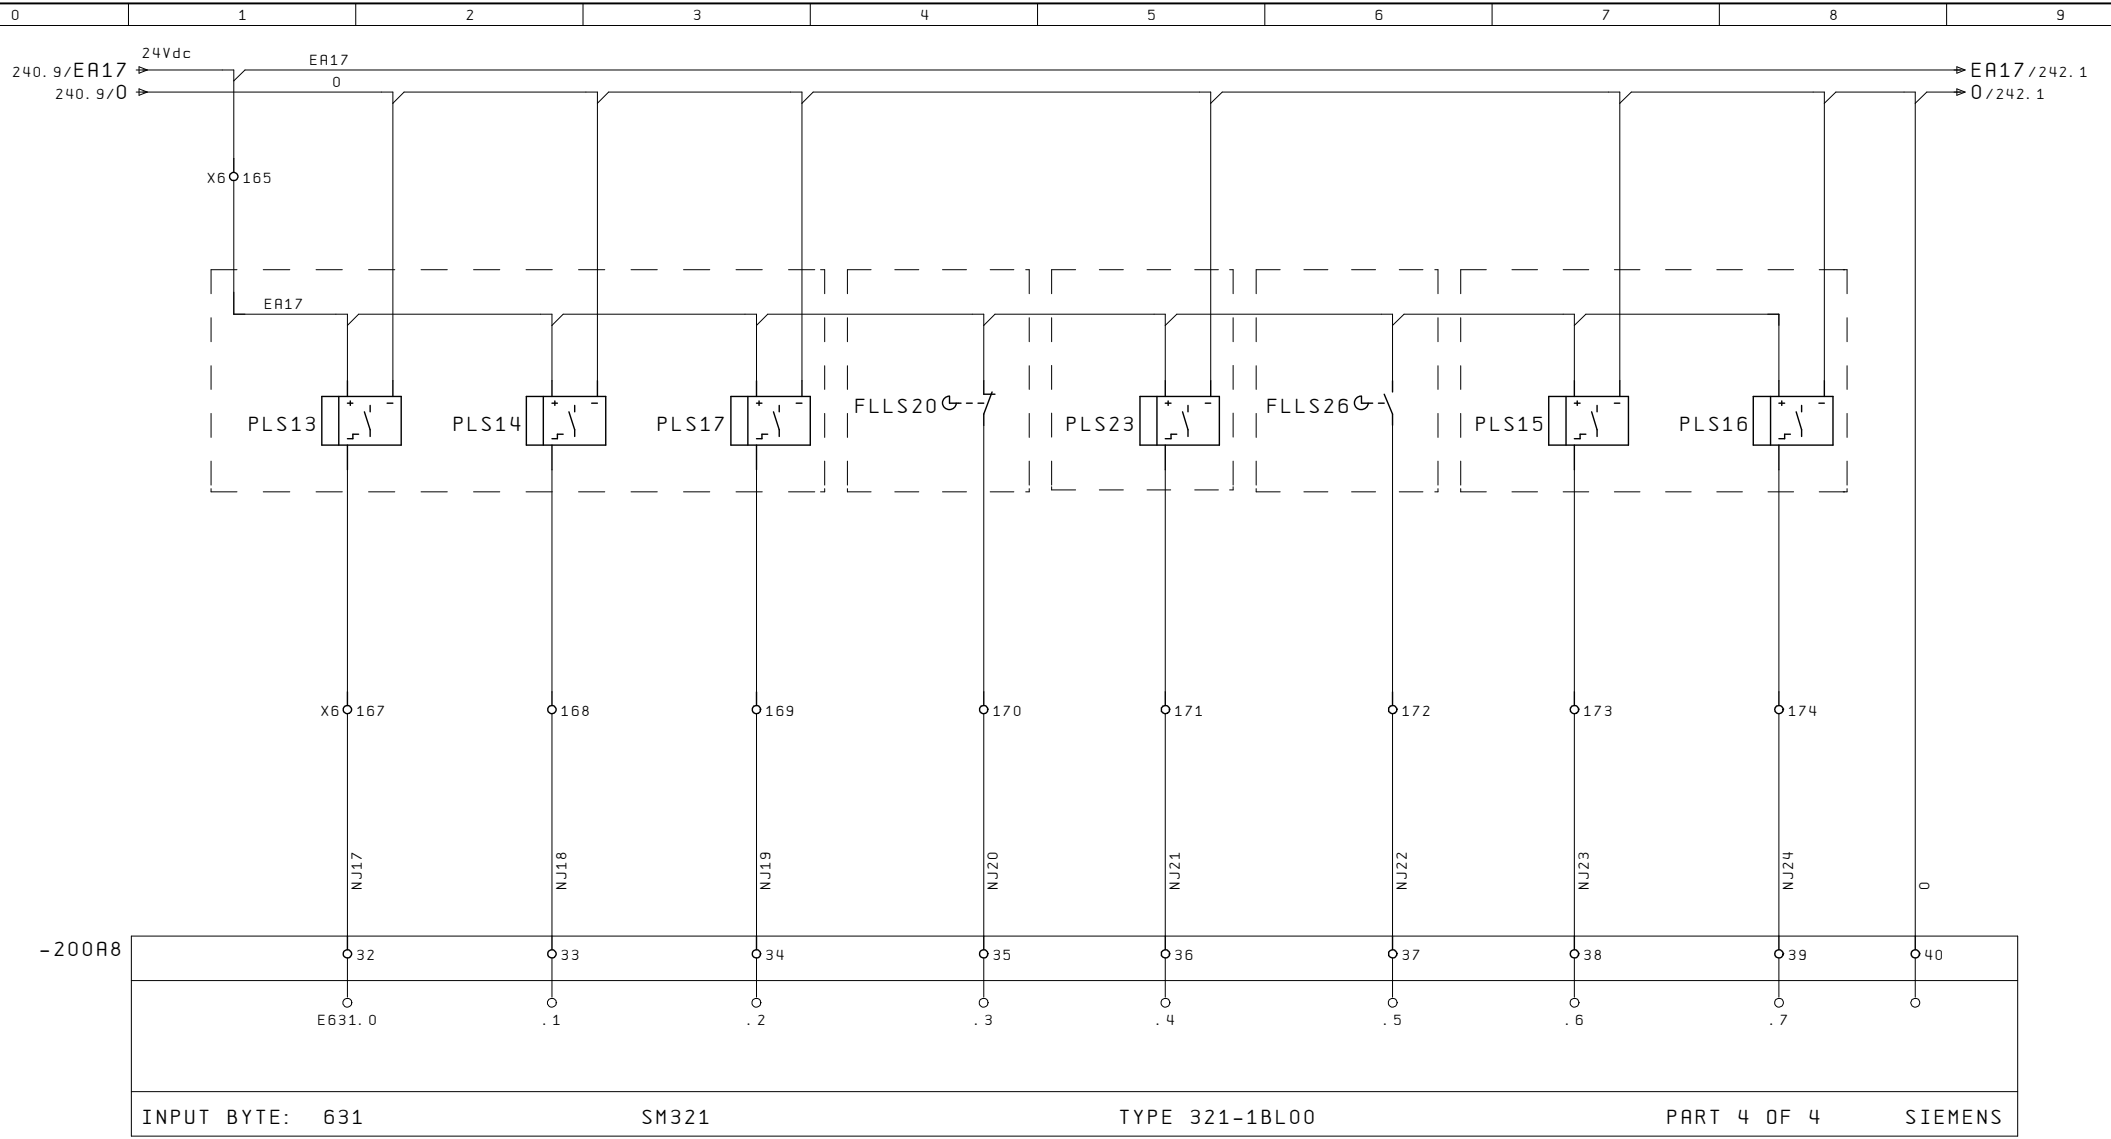 0 1 2 3 4 5 6 7 8 9
24Vdc
240.9/EA17 EA17 EA17/242.1
240.9/0 0 0/242.1
X6 165
EA17
FLLS20 FLLS26
PLS13 PLS14 PLS17 PLS23 PLS15 PLS16
X6 167 168 169 170 171 172 173 174
NJ17 NJ18 NJ19 NJ20 NJ21 NJ22 NJ23 NJ24 0
-200A8
32 33 34 35 36 37 38 39 40
E631.0 .1 .2 .3 .4 .5 .6 .7
INPUT BYTE: 631 SM321 TYPE 321-1BL00 PART 4 OF 4 SIEMENS